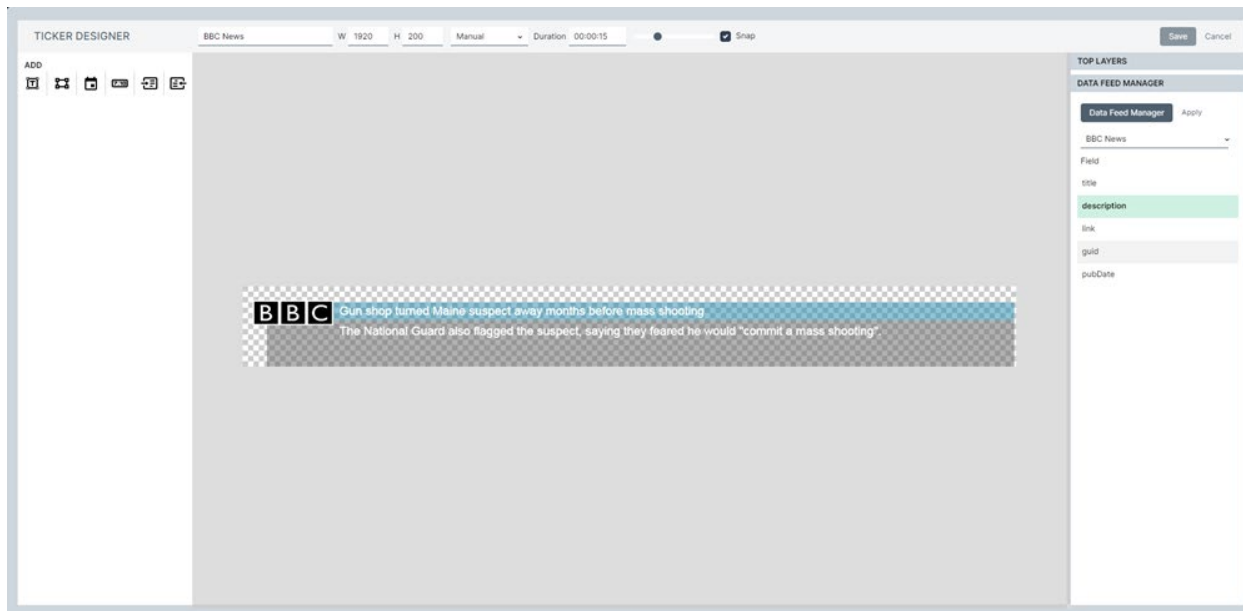 TICKER DESIGNER
BBC News
W 1920 H 200
Manual
Duration 00:00:15
Snap
Save Cancel
ADD
TOP LAYERS
DATA FEED MANAGER
Data Feed Manager Apply
BBC News
Field
title
description
link
guid
pubDate
BBC
Gun shop turned Maine suspect away months before mass shooting
The National Guard also flagged the suspect, saying they feared he would "commit a mass shooting".